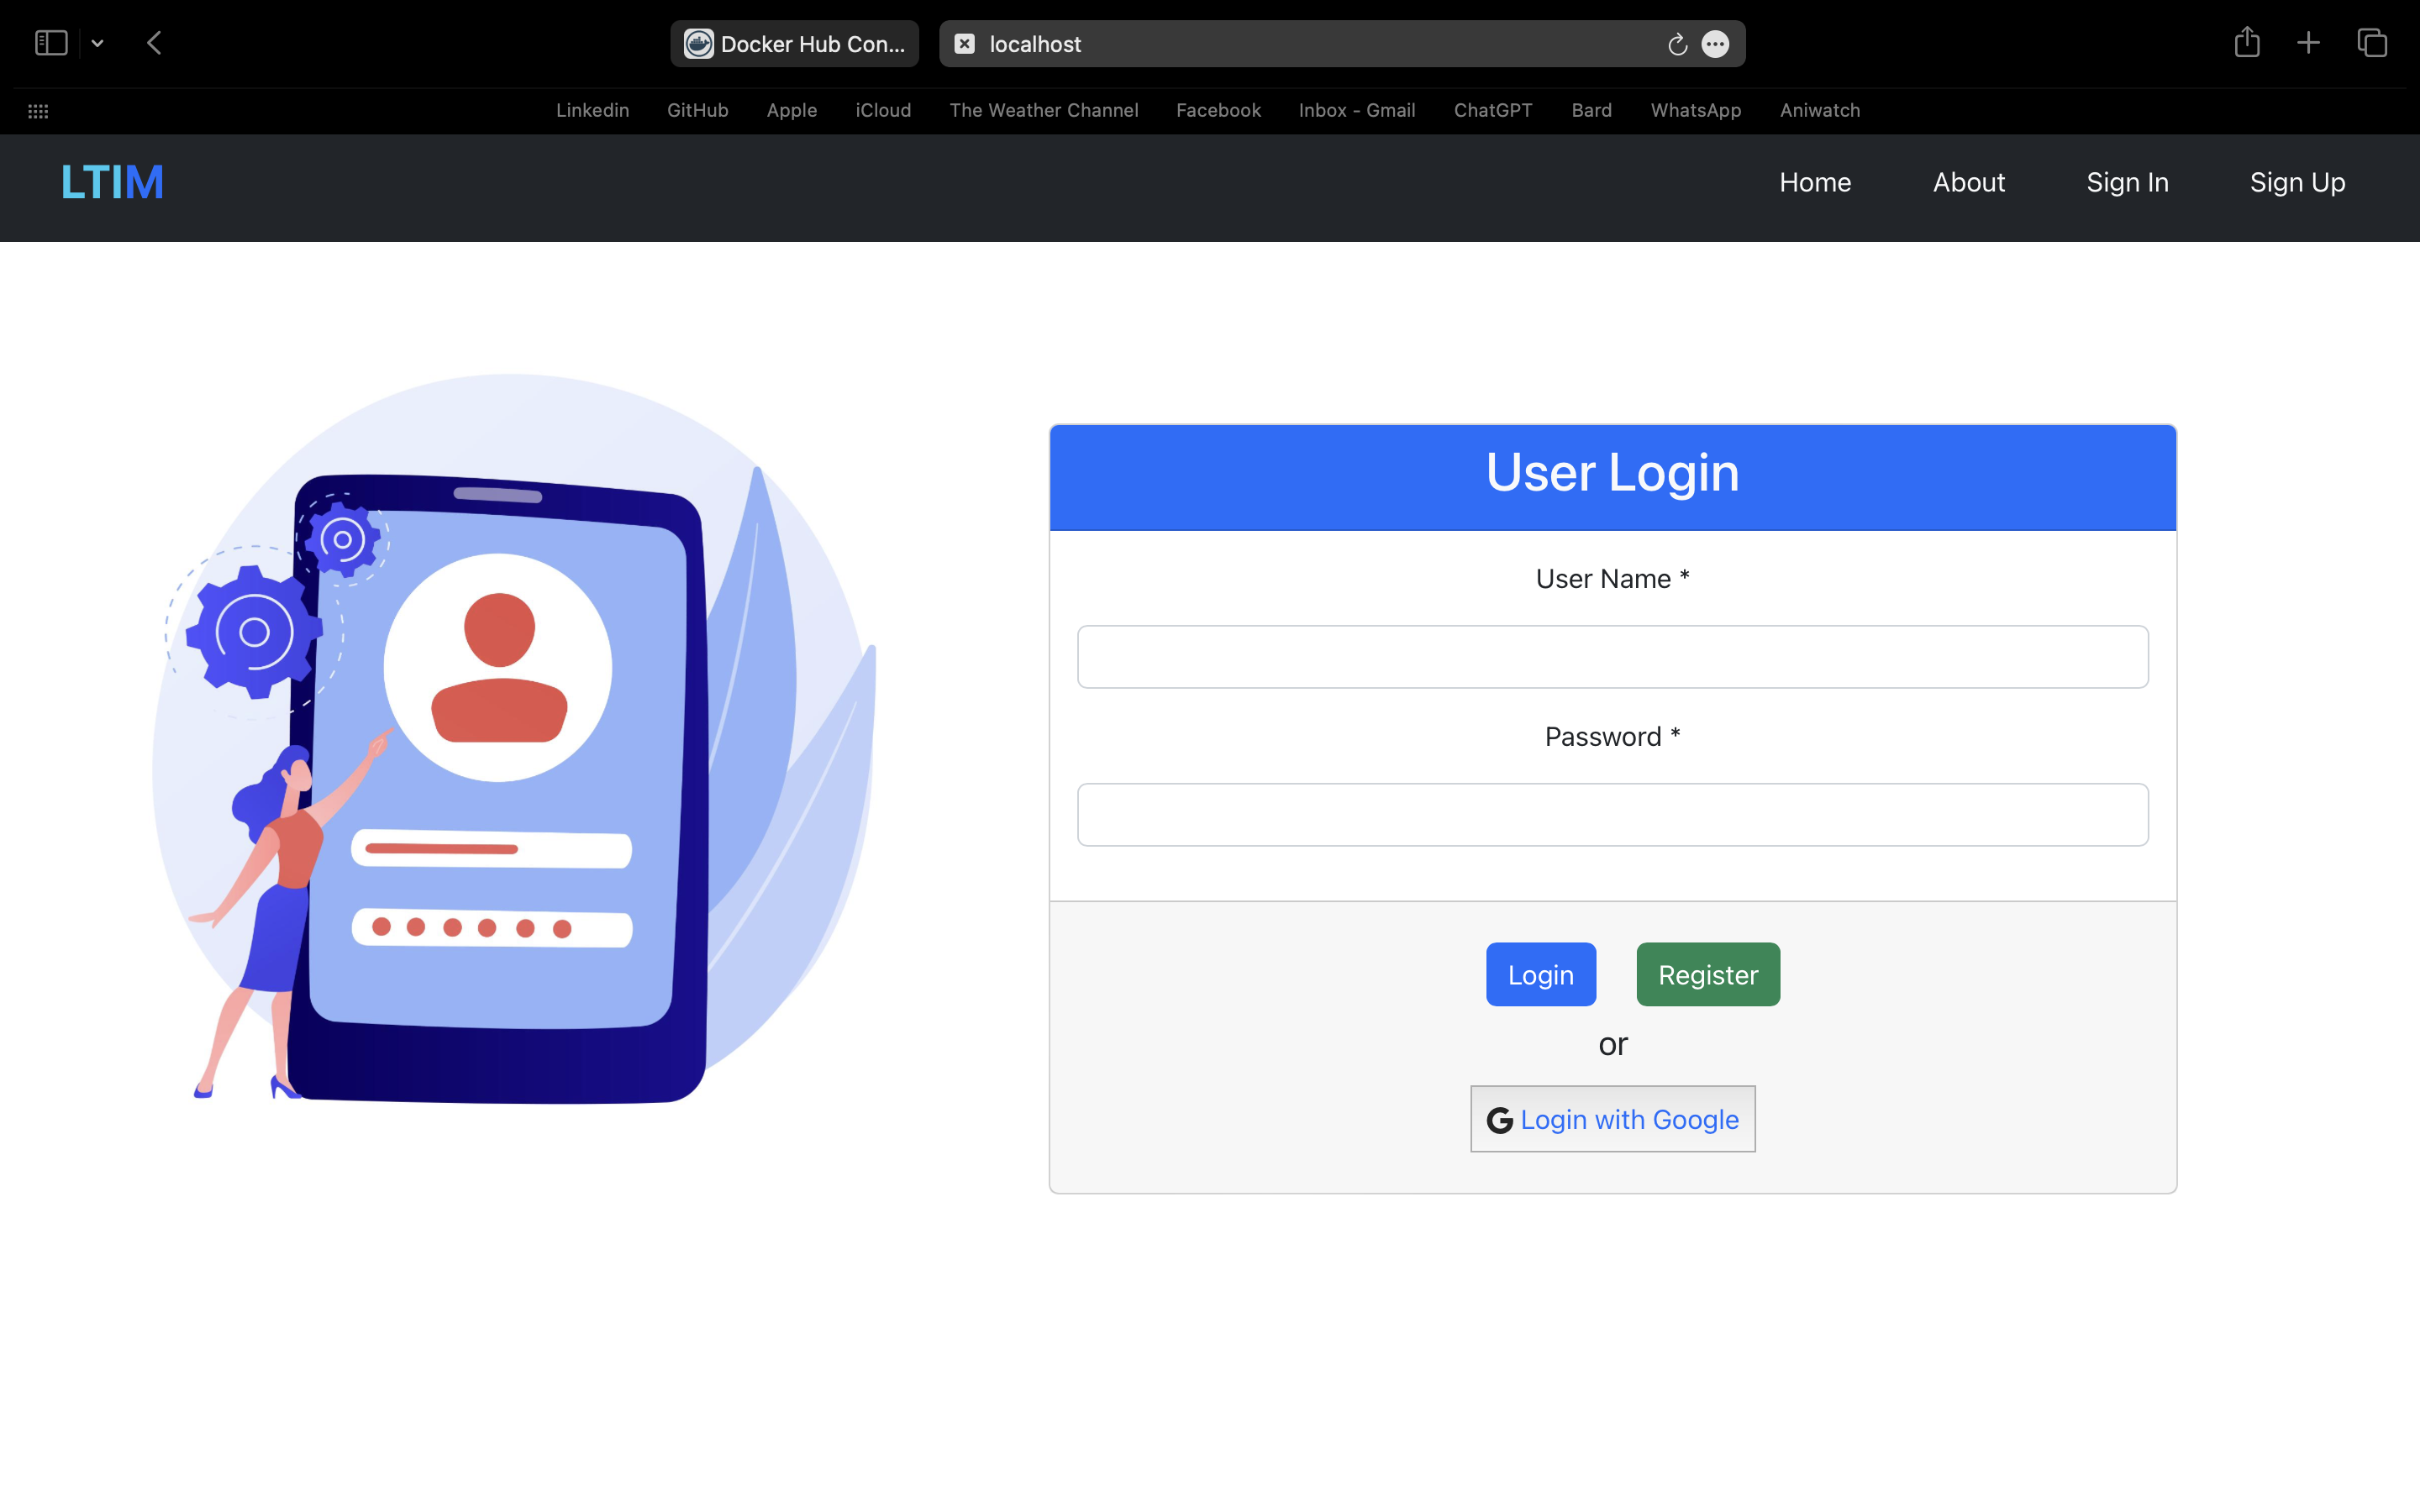 Docker Hub Con... localhost
Linkedin GitHub Apple iCloud The Weather Channel Facebook Inbox - Gmail ChatGPT Bard WhatsApp Aniwatch
LTIM Home About Sign In Sign Up
User Login
User Name *
Password *
Login Register
or
Login with Google